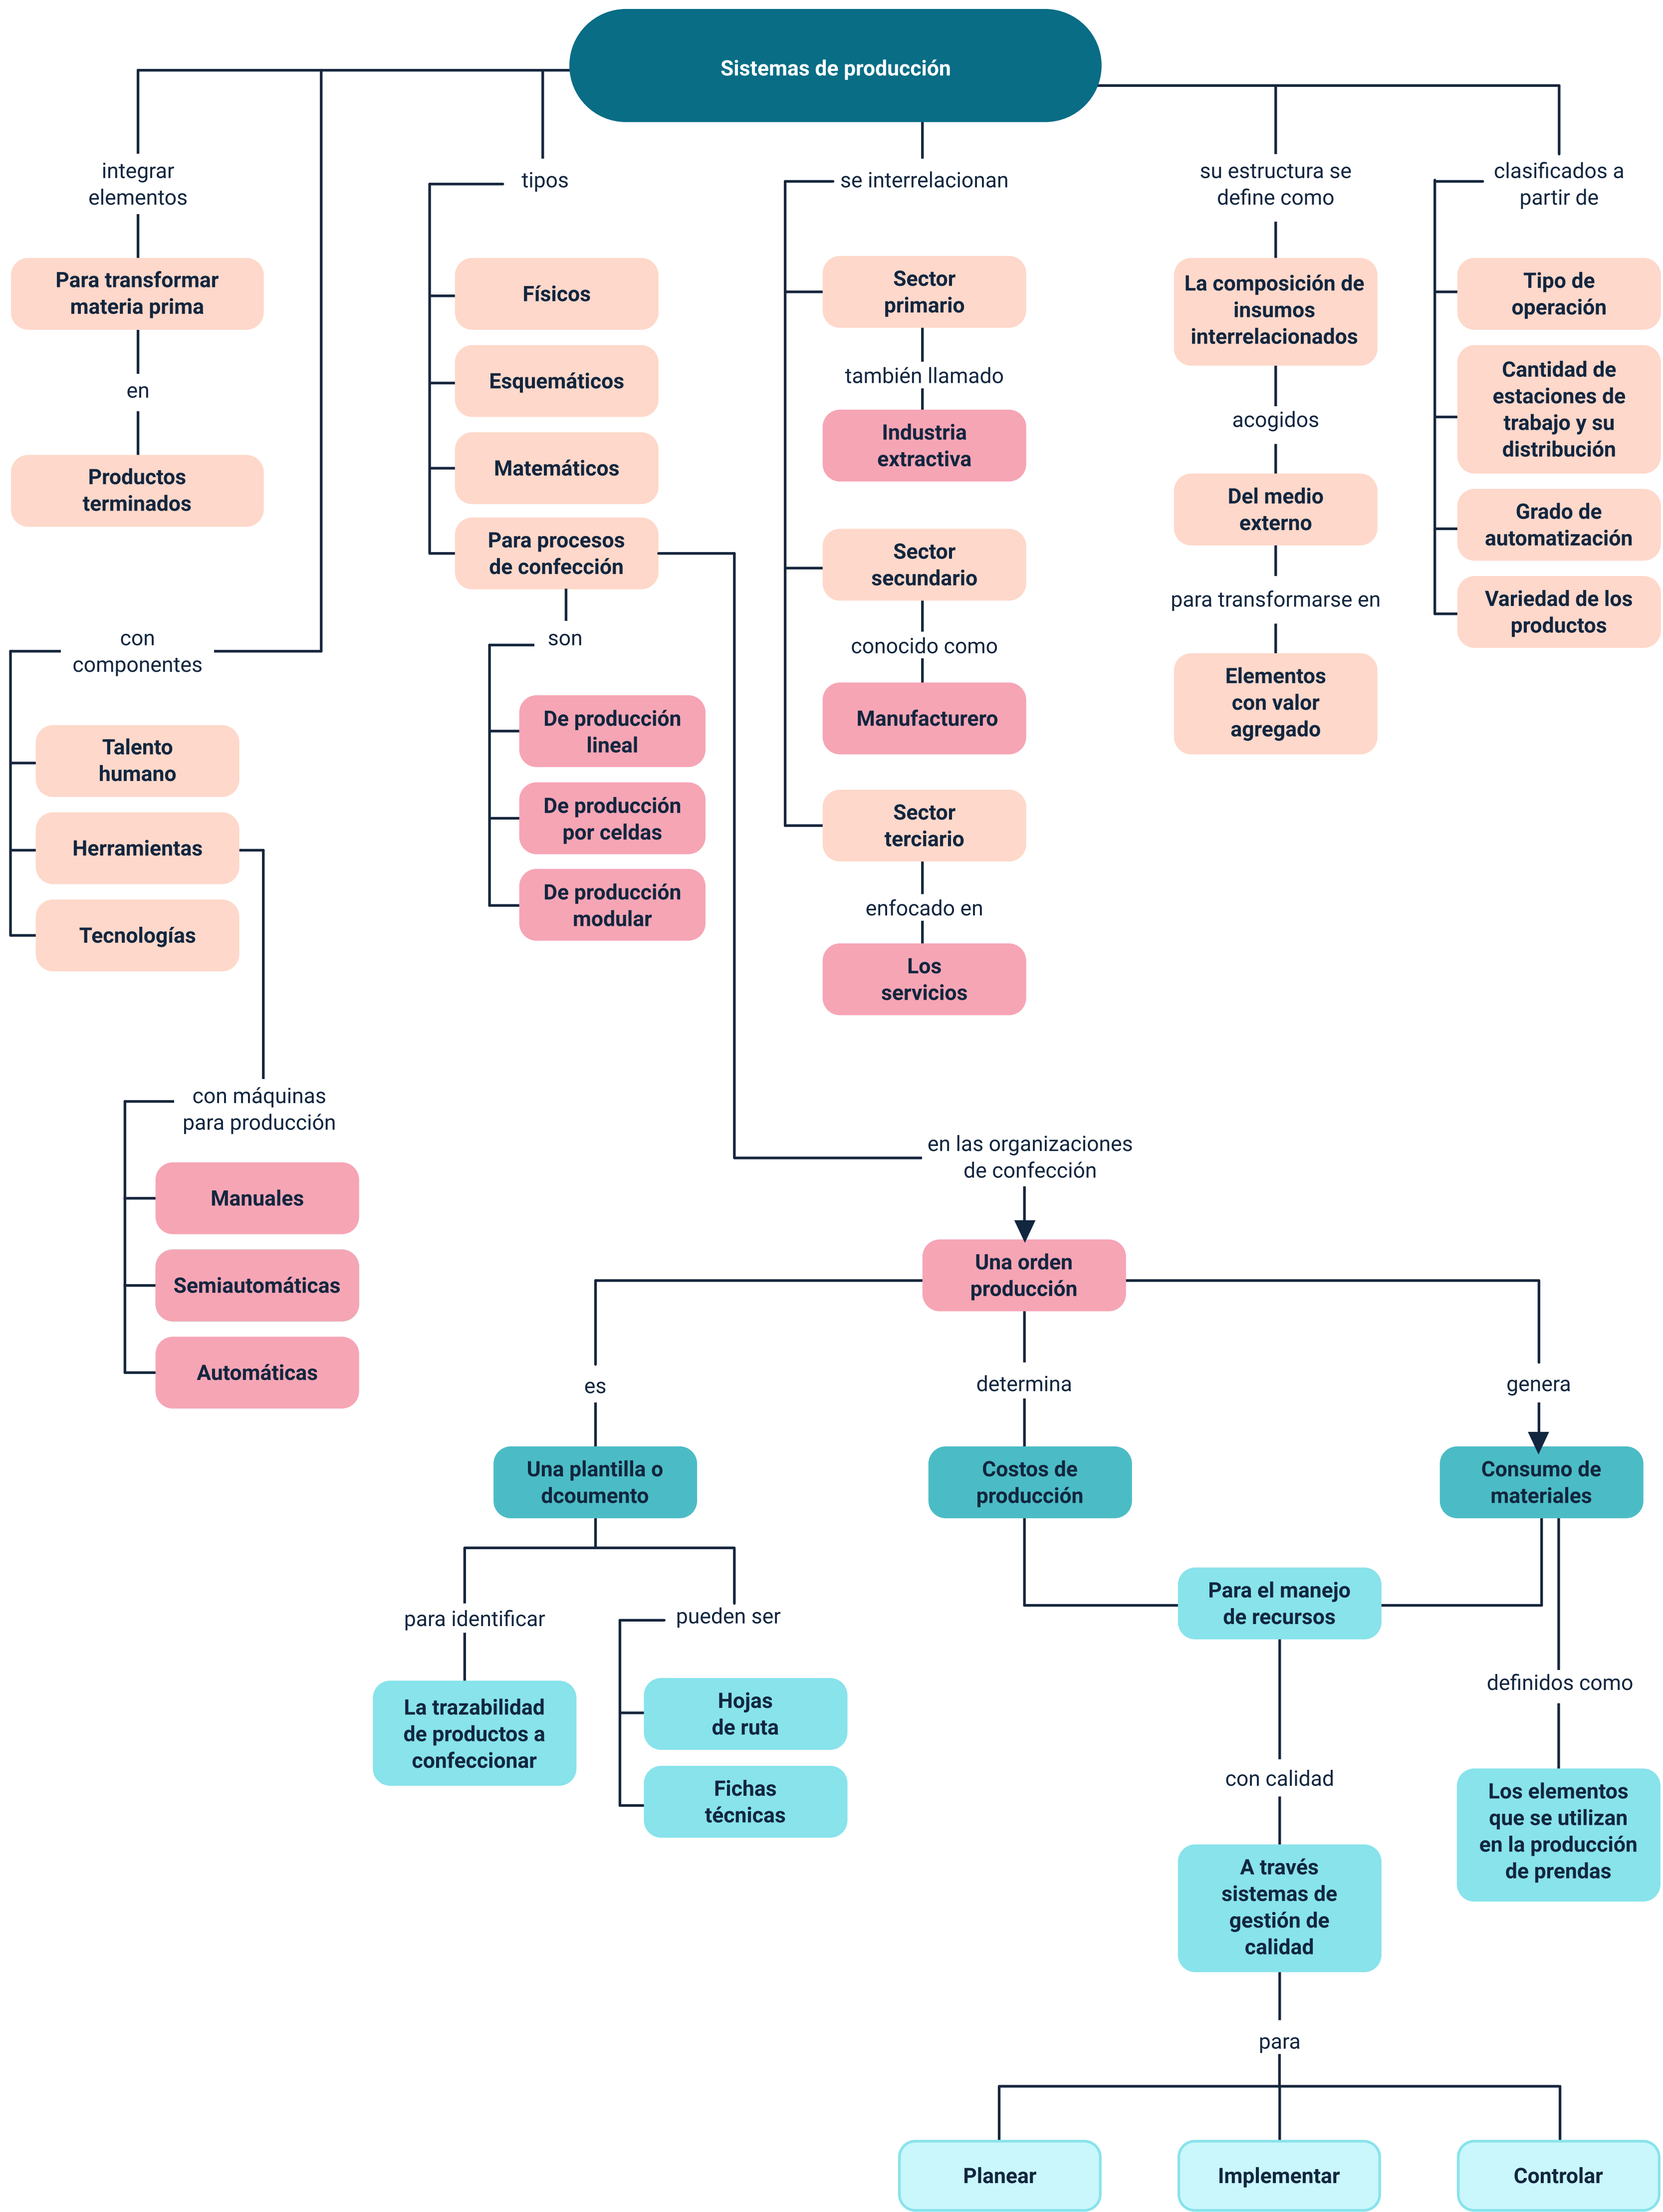 Sistemas de producción
integrar
elementos
Para transformar
materia prima
en
Productos
terminados
con
componentes
Talento
humano
Herramientas
Tecnologías
con máquinas
para producción
Manuales
Semiautomáticas
Automáticas
tipos
Físicos
Esquemáticos
Matemáticos
Para procesos
de confección
son
De producción
lineal
De producción
por celdas
De producción
modular
se interrelacionan
Sector
primario
también llamado
Industria
extractiva
Sector
secundario
conocido como
Manufacturero
Sector
terciario
enfocado en
Los
servicios
su estructura se
define como
La composición de
insumos
interrelacionados
acogidos
Del medio
externo
para transformarse en
Elementos
con valor
agregado
clasificados a
partir de
Tipo de
operación
Cantidad de
estaciones de
trabajo y su
distribución
Grado de
automatización
Variedad de los
productos
en las organizaciones
de confección
Una orden
producción
es
Una plantilla o
dcoumento
para identificar
La trazabilidad
de productos a
confeccionar
pueden ser
Hojas
de ruta
Fichas
técnicas
determina
Costos de
producción
genera
Consumo de
materiales
Para el manejo
de recursos
definidos como
Los elementos
que se utilizan
en la producción
de prendas
con calidad
A través
sistemas de
gestión de
calidad
para
Planear
Implementar
Controlar